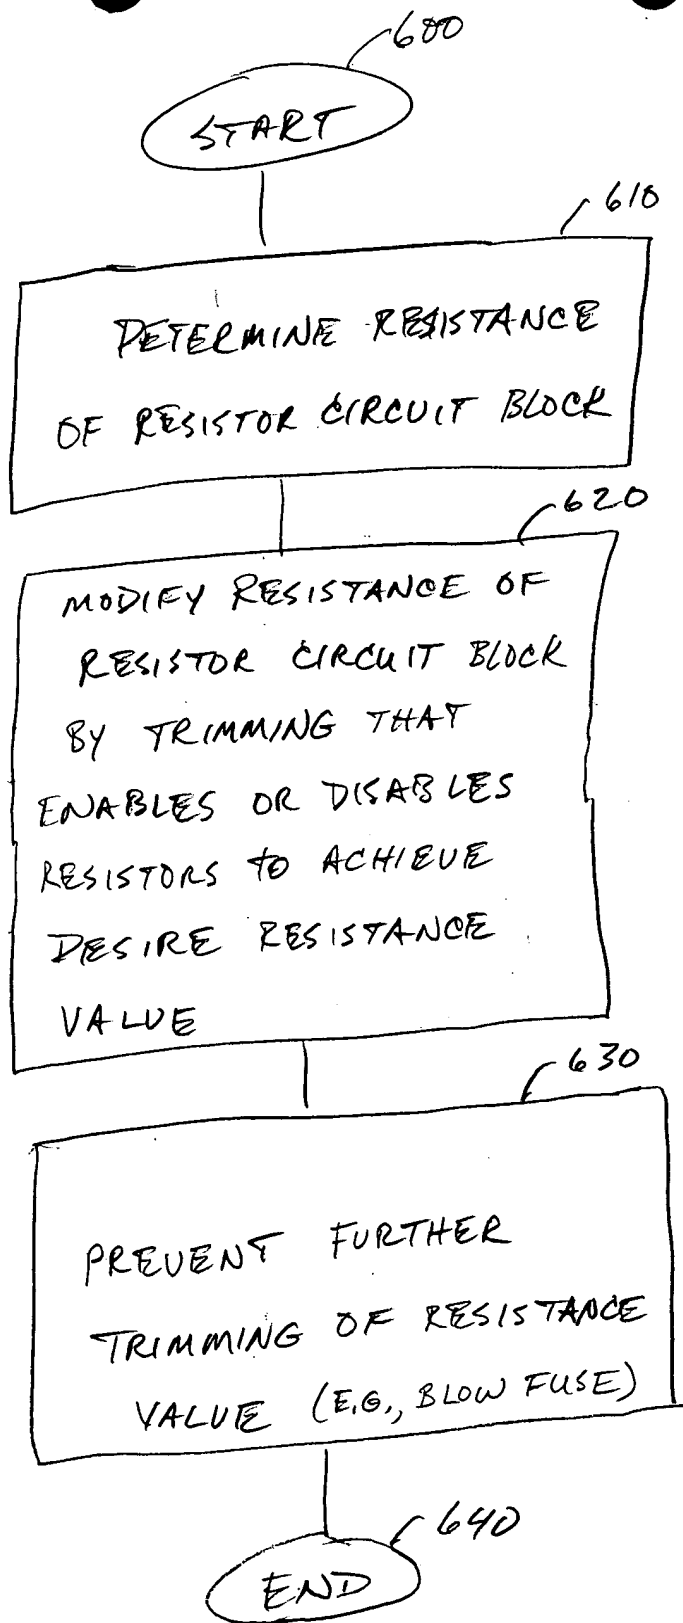 600
START
610
DETERMINE RESISTANCE
OF RESISTOR CIRCUIT BLOCK
620
MODIFY RESISTANCE OF
RESISTOR CIRCUIT BLOCK
BY TRIMMING THAT
ENABLES OR DISABLES
RESISTORS TO ACHIEVE
DESIRE RESISTANCE
VALUE
630
PREVENT FURTHER
TRIMMING OF RESISTANCE
VALUE (E.G., BLOW FUSE)
640
END